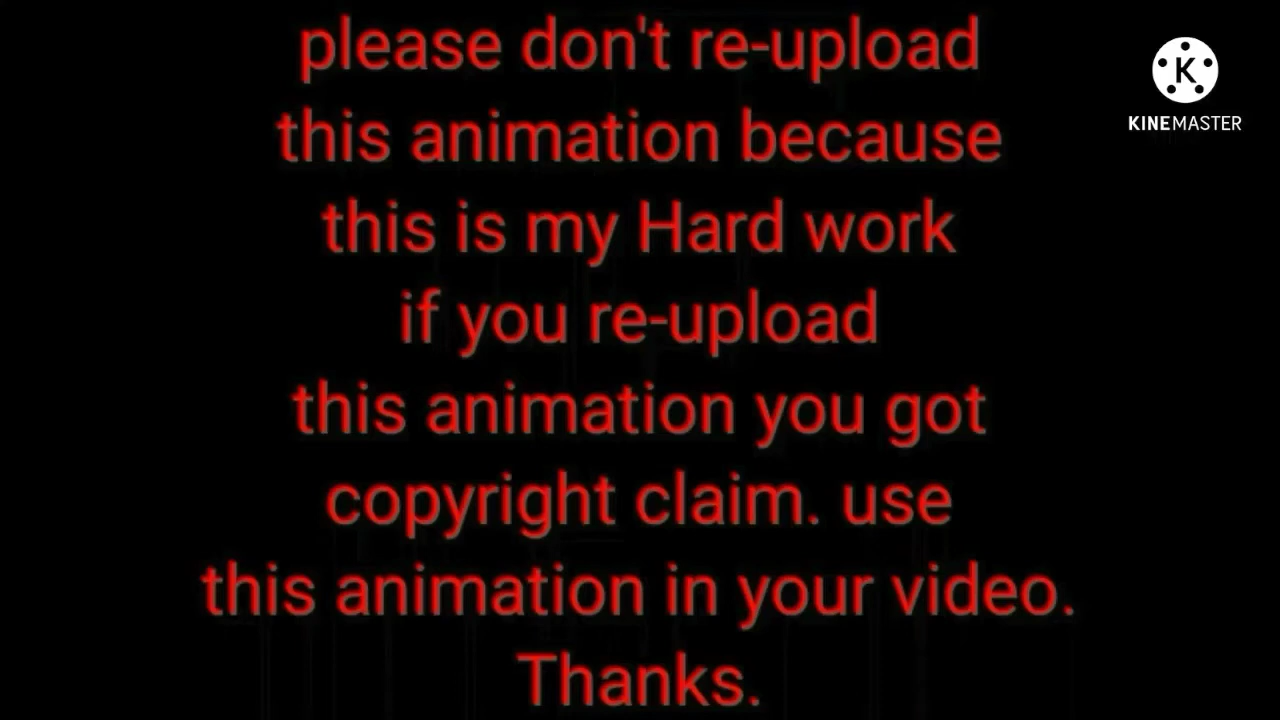 please don't re-upload
this animation because
this is my Hard work
if you re-upload
this animation you got
copyright claim. use
this animation in your video.
Thanks.
K
KINEMASTER